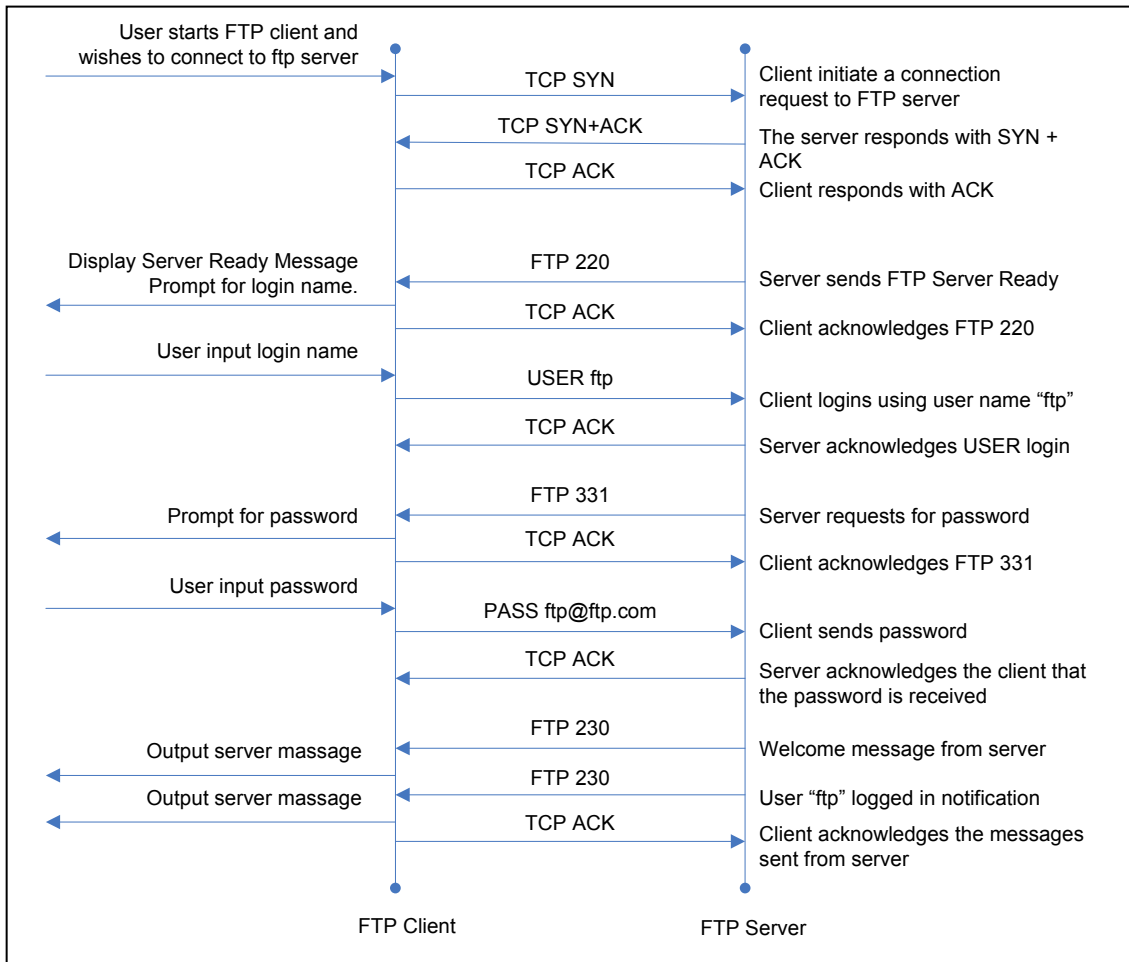 User starts FTP client and
wishes to connect to ftp server
TCP SYN
Client initiate a connection
request to FTP server
TCP SYN+ACK
The server responds with SYN +
ACK
TCP ACK
Client responds with ACK
Display Server Ready Message
Prompt for login name.
FTP 220
Server sends FTP Server Ready
TCP ACK
Client acknowledges FTP 220
User input login name
USER ftp
Client logins using user name “ftp”
TCP ACK
Server acknowledges USER login
FTP 331
Prompt for password
Server requests for password
TCP ACK
Client acknowledges FTP 331
User input password
PASS ftp@ftp.com
Client sends password
TCP ACK
Server acknowledges the client that
the password is received
FTP 230
Output server massage
Welcome message from server
FTP 230
Output server massage
User “ftp” logged in notification
TCP ACK
Client acknowledges the messages
sent from server
FTP Client
FTP Server